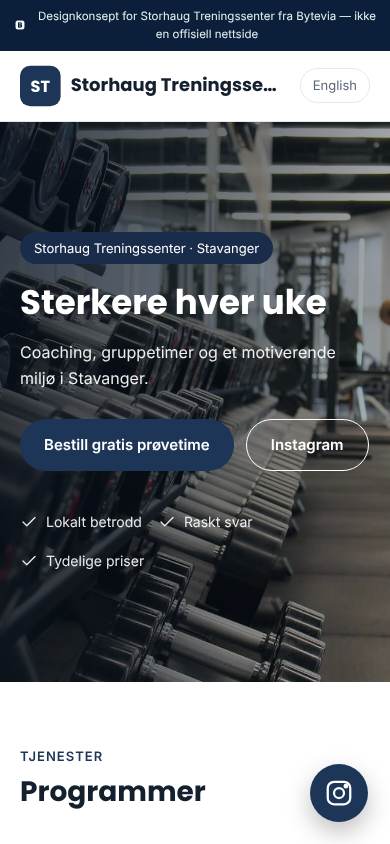 Designkonsept for Storhaug Treningssenter fra Bytevia — ikke
en offisiell nettside
ST
Storhaug Treningsse…
English
Storhaug Treningssenter · Stavanger
Sterkere hver uke
Coaching, gruppetimer og et motiverende
miljø i Stavanger.
Bestill gratis prøvetime
Instagram
Lokalt betrodd
Raskt svar
Tydelige priser
TJENESTER
Programmer